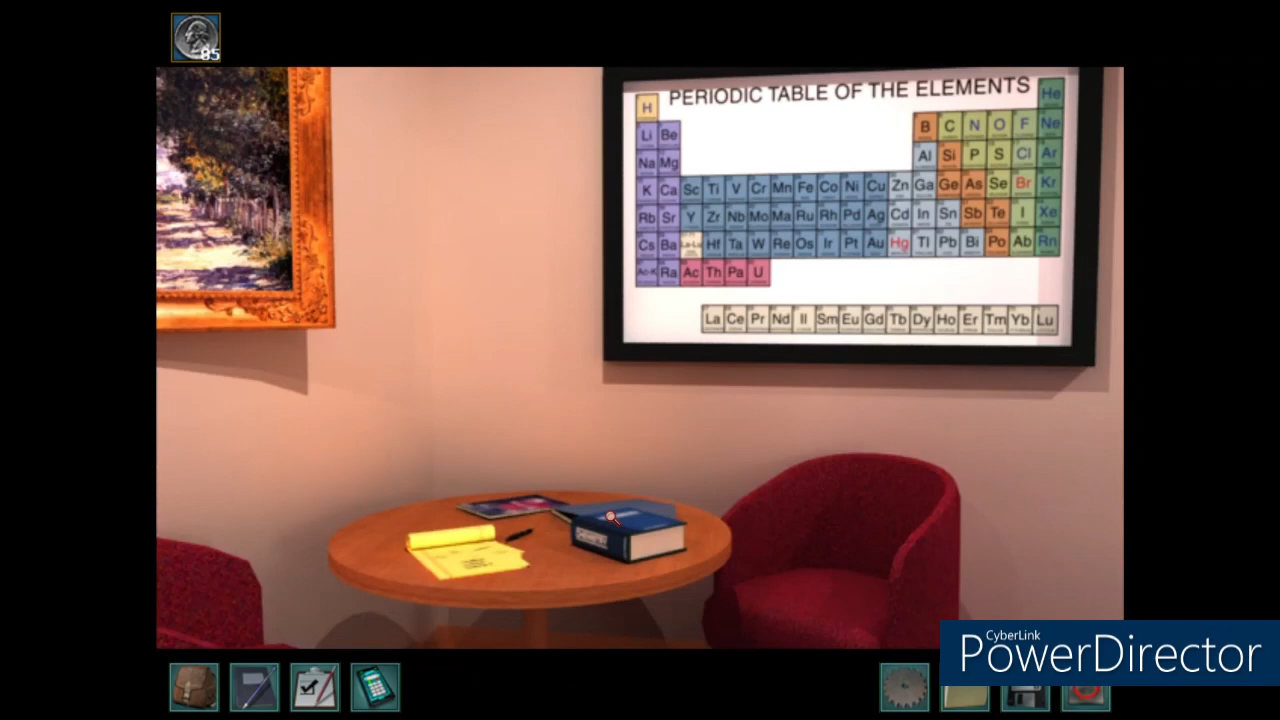 85
PERIODIC TABLE OF THE ELEMENTS
H He
Li Be B C N O F Ne
Na Mg Al Si P S Cl Ar
K Ca Sc Ti V Cr Mn Fe Co Ni Cu Zn Ga Ge As Se Br Kr
Rb Sr Y Zr Nb Mo Ma Ru Rh Pd Ag Cd In Sn Sb Te I Xe
Cs Ba La-Lu Hf Ta W Re Os Ir Pt Au Hg Tl Pb Bi Po Ab Rn
Ac-K Ra Ac Th Pa U
La Ce Pr Nd Il Sm Eu Gd Tb Dy Ho Er Tm Yb Lu
CyberLink
PowerDirector